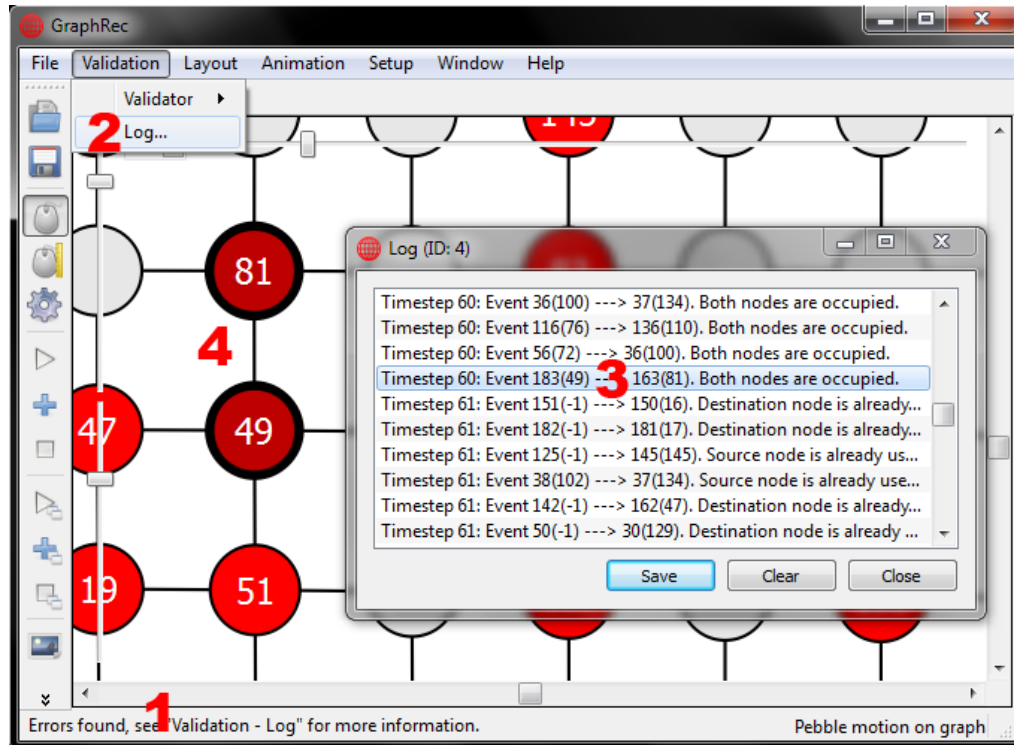 GraphRec
File Validation Layout Animation Setup Window Help
Validator
2 Log...
81
4
47 49
19 51
Log (ID: 4)
Timestep 60: Event 36(100) ---> 37(134). Both nodes are occupied.
Timestep 60: Event 116(76) ---> 136(110). Both nodes are occupied.
Timestep 60: Event 56(72) ---> 36(100). Both nodes are occupied.
Timestep 60: Event 183(49) 3 163(81). Both nodes are occupied.
Timestep 61: Event 151(-1) ---> 150(16). Destination node is already...
Timestep 61: Event 182(-1) ---> 181(17). Destination node is already...
Timestep 61: Event 125(-1) ---> 145(145). Source node is already us...
Timestep 61: Event 38(102) ---> 37(134). Source node is already use...
Timestep 61: Event 142(-1) ---> 162(47). Destination node is already...
Timestep 61: Event 50(-1) ---> 30(129). Destination node is already ...
Save Clear Close
1
Errors found, see "Validation - Log" for more information.
Pebble motion on graph